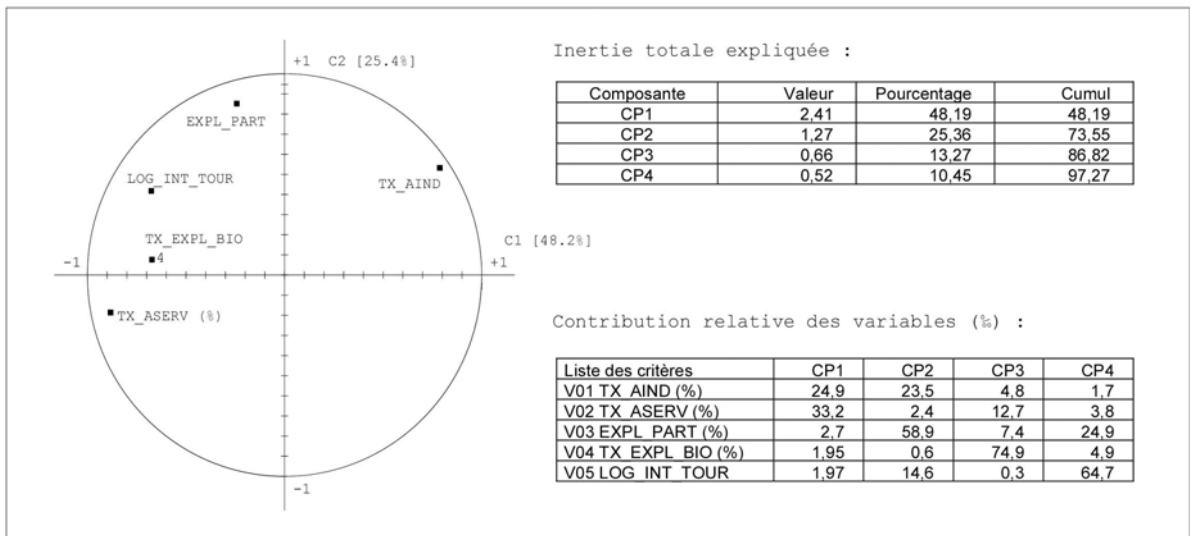 +1 C2 [25.4%]
EXPL_PART
LOG_INT_TOUR
TX_AIND
TX_EXPL_BIO
4
C1 [48.2%]
-1
+1
TX_ASERV (%)
-1
Inertie totale expliquée :
Composante Valeur Pourcentage Cumul
CP1 2,41 48,19 48,19
CP2 1,27 25,36 73,55
CP3 0,66 13,27 86,82
CP4 0,52 10,45 97,27
Contribution relative des variables (‰) :
Liste des critères CP1 CP2 CP3 CP4
V01 TX_AIND (%) 24,9 23,5 4,8 1,7
V02 TX_ASERV (%) 33,2 2,4 12,7 3,8
V03 EXPL_PART (%) 2,7 58,9 7,4 24,9
V04 TX_EXPL_BIO (%) 1,95 0,6 74,9 4,9
V05 LOG_INT_TOUR 1,97 14,6 0,3 64,7